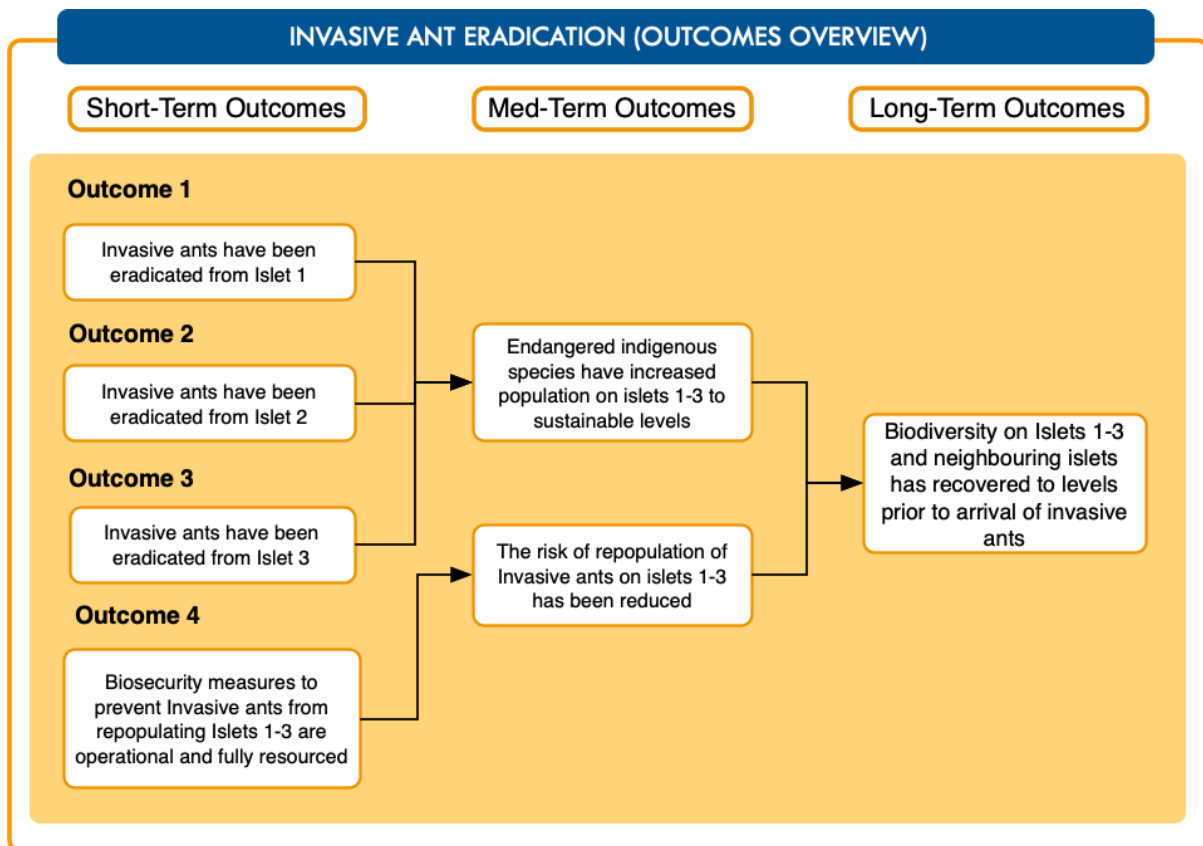 INVASIVE ANT ERADICATION (OUTCOMES OVERVIEW)
Short-Term Outcomes
Med-Term Outcomes
Long-Term Outcomes
Outcome 1
Invasive ants have been
eradicated from Islet 1
Outcome 2
Invasive ants have been
eradicated from Islet 2
Outcome 3
Invasive ants have been
eradicated from Islet 3
Outcome 4
Biosecurity measures to
prevent Invasive ants from
repopulating Islets 1-3 are
operational and fully resourced
Endangered indigenous
species have increased
population on islets 1-3 to
sustainable levels
The risk of repopulation of
Invasive ants on islets 1-3
has been reduced
Biodiversity on Islets 1-3
and neighbouring islets
has recovered to levels
prior to arrival of invasive
ants